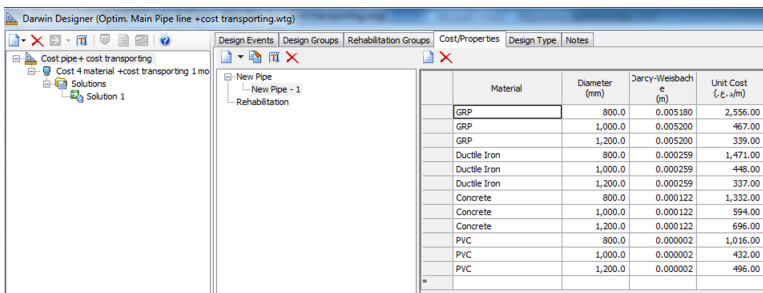 Darwin Designer (Optim. Main Pipe line +cost transporting.wtg)
Design Events Design Groups Rehabilitation Groups Cost/Properties Design Type Notes
Cost pipe+ cost transporting
Cost 4 material +cost transporting 1 mo
Solutions
Solution 1
New Pipe
New Pipe - 1
Rehabilitation
Material Diameter (mm) Darcy-Weisbach e (m) Unit Cost (د.ع./m)
GRP 800.0 0.005180 2,556.00
GRP 1,000.0 0.005200 467.00
GRP 1,200.0 0.005200 339.00
Ductile Iron 800.0 0.000259 1,471.00
Ductile Iron 1,000.0 0.000259 448.00
Ductile Iron 1,200.0 0.000259 337.00
Concrete 800.0 0.000122 1,332.00
Concrete 1,000.0 0.000122 594.00
Concrete 1,200.0 0.000122 696.00
PVC 800.0 0.000002 1,016.00
PVC 1,000.0 0.000002 432.00
PVC 1,200.0 0.000002 496.00
*